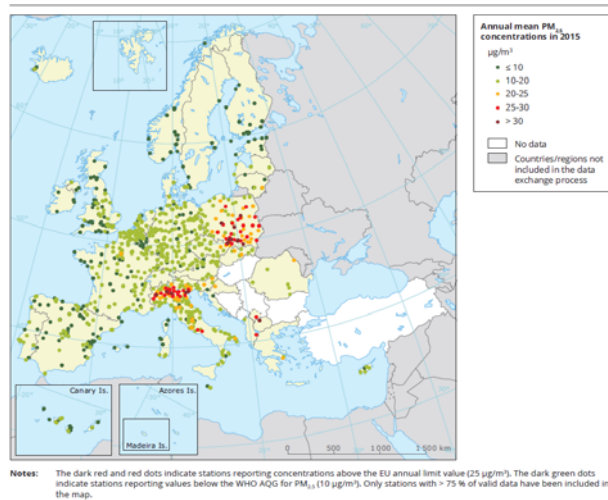 Annual mean PM2.5
concentrations in 2015
µg/m³
≤ 10
10-20
20-25
25-30
> 30
No data
Countries/regions not
included in the data
exchange process
Canary Is.
Azores Is.
Madeira Is.
0 500 1 000 1 500 km
Notes: The dark red and red dots indicate stations reporting concentrations above the EU annual limit value (25 µg/m³). The dark green dots
indicate stations reporting values below the WHO AQG for PM2.5 (10 µg/m³). Only stations with > 75 % of valid data have been included in
the map.